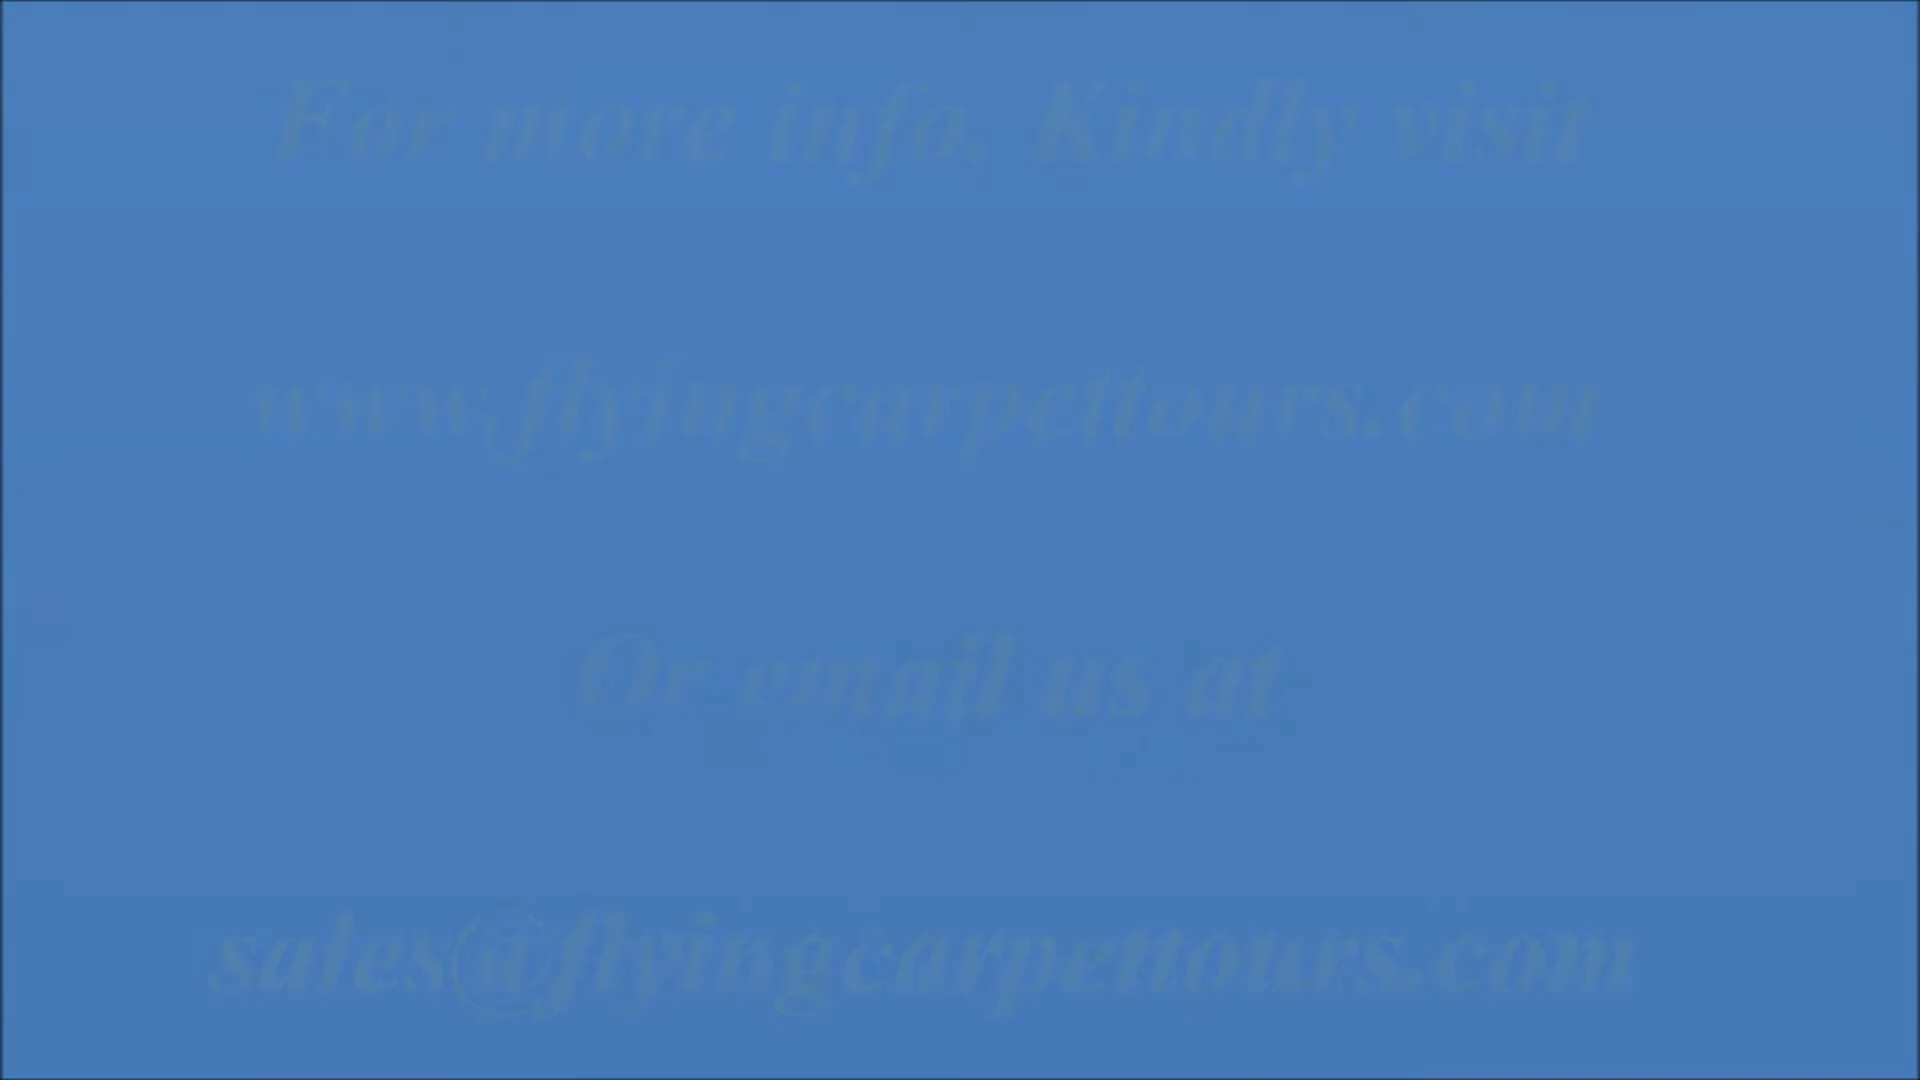 For more info, Kindly visit
www.flyingcarpettours.com
Or email us at
sales@flyingcarpettours.com